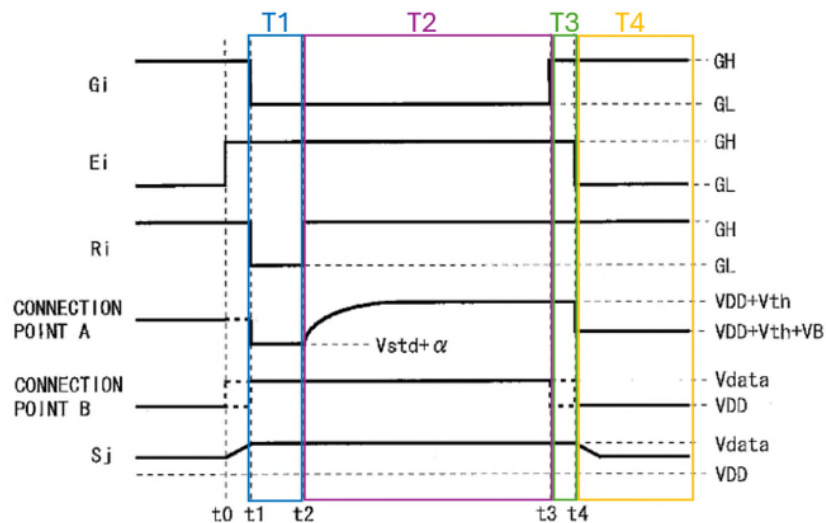 T1 T2 T3 T4
Gi GH
GL
Ei GH
GL
Ri GH
GL
CONNECTION POINT A VDD+Vth
VDD+Vth+VB
Vstd+α
CONNECTION POINT B Vdata
VDD
Sj Vdata
VDD
t0 t1 t2 t3 t4